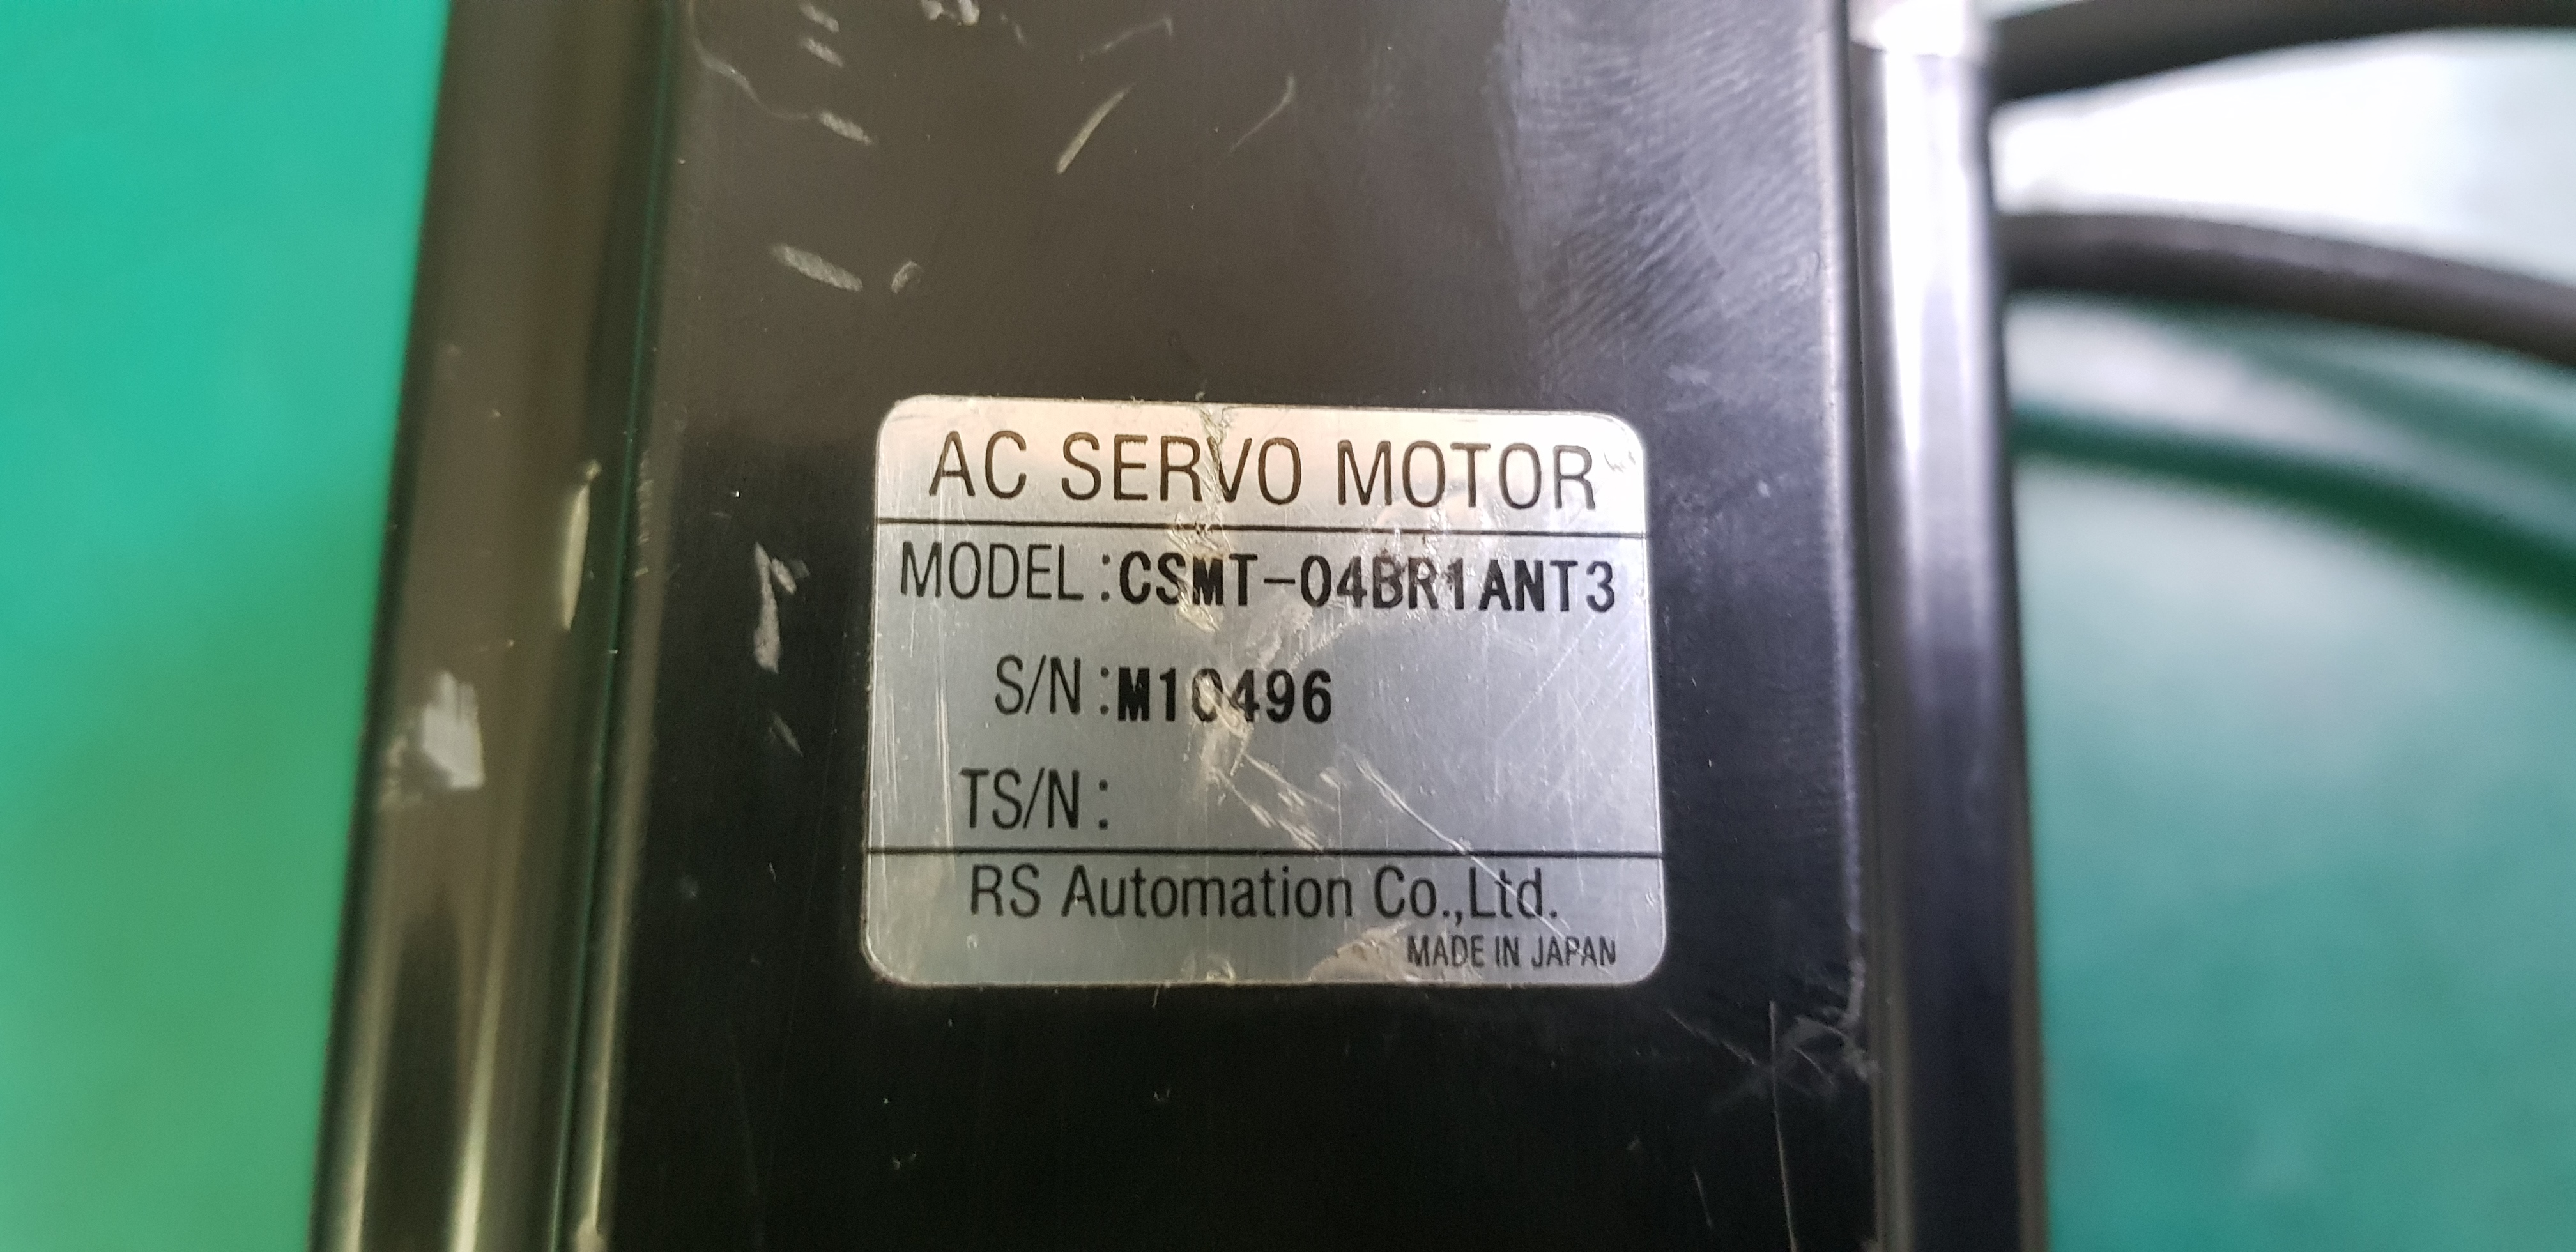 AC SERVO MOTOR
MODEL :CSMT-04BR1ANT3
S/N :M10496
TS/N :
RS Automation Co.,Ltd.
MADE IN JAPAN